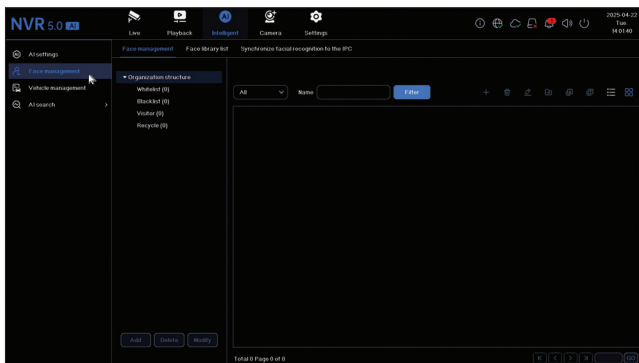 NVR 5.0 AI
Live
Playback
AI
Intelligent
Camera
Settings
2025-04-22
Tue.
14:01:40
AI settings
Face management
Vehicle management
AI search
Face management
Face library list
Synchronize facial recognition to the IPC
Organization structure
Whitelist (0)
Blacklist (0)
Visitor (0)
Recycle (0)
All
Name
Filter
Add
Delete
Modify
Total 0 Page 0 of 0
GO